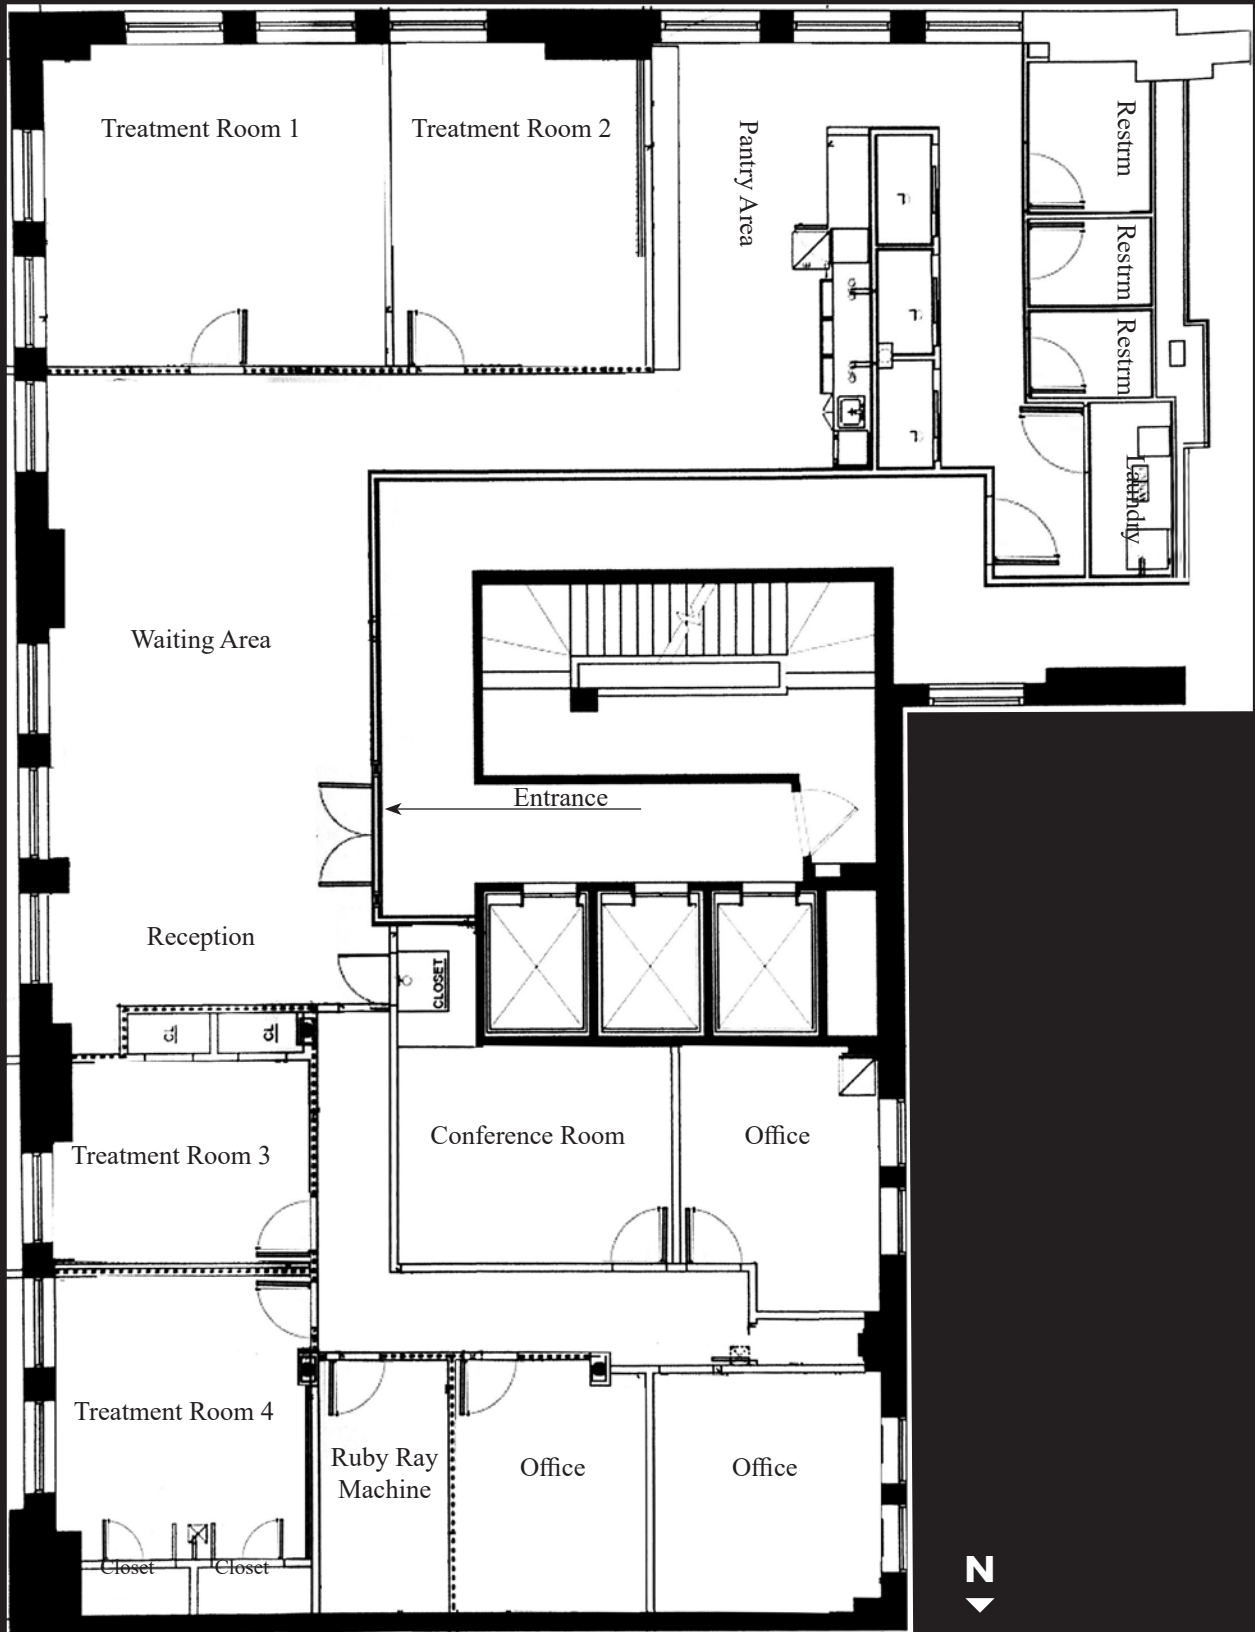 Treatment Room 1
Treatment Room 2
Pantry Area
Restrm
Restrm
Restrm
Laundry
Waiting Area
Entrance
Reception
CLOSET
CL
CL
Treatment Room 3
Conference Room
Office
Treatment Room 4
Ruby Ray
Machine
Office
Office
Closet
Closet
N